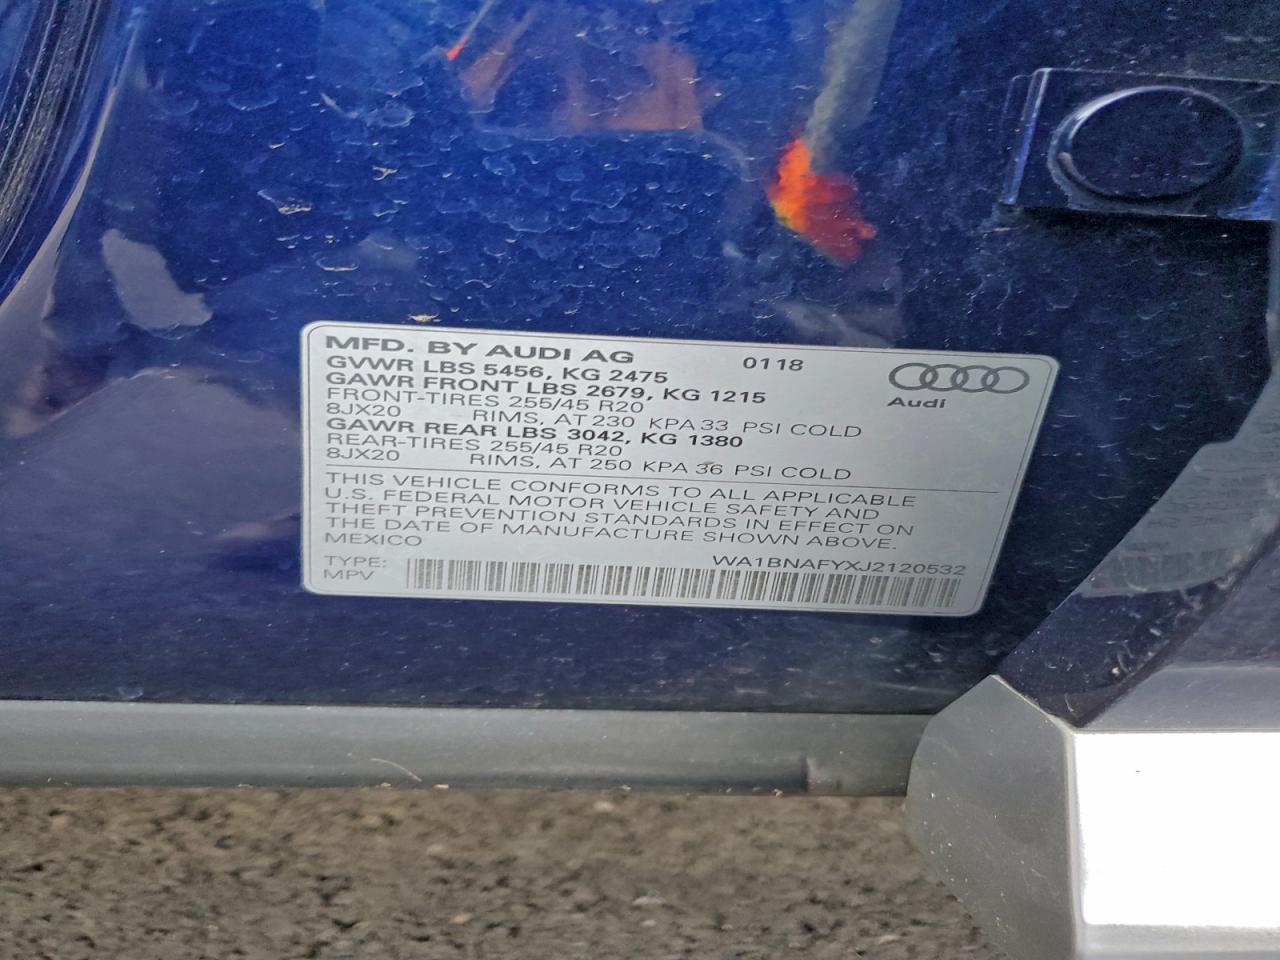 MFD. BY AUDI AG 0118
GVWR LBS 5456, KG 2475
GAWR FRONT LBS 2679, KG 1215
FRONT-TIRES 255/45 R20
8JX20 RIMS, AT 230 KPA 33 PSI COLD
GAWR REAR LBS 3042, KG 1380
REAR-TIRES 255/45 R20
8JX20 RIMS, AT 250 KPA 36 PSI COLD
Audi
THIS VEHICLE CONFORMS TO ALL APPLICABLE
U.S. FEDERAL MOTOR VEHICLE SAFETY AND
THEFT PREVENTION STANDARDS IN EFFECT ON
THE DATE OF MANUFACTURE SHOWN ABOVE.
MEXICO
WA1BNAFYXJ2120532
TYPE:
MPV